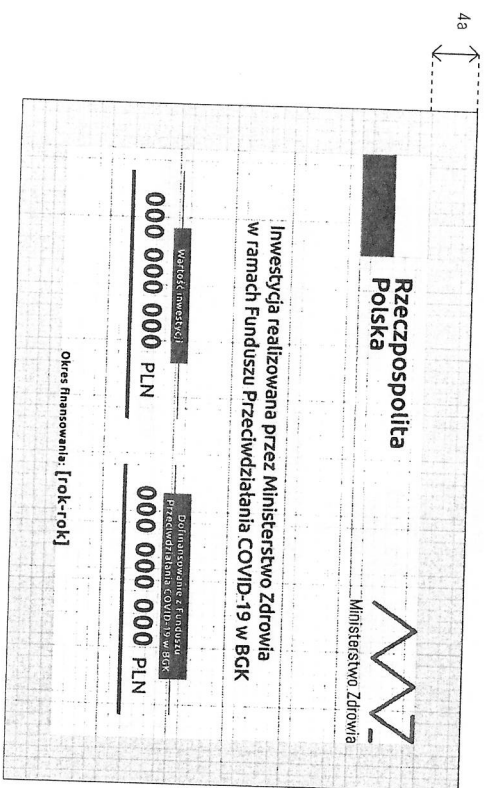 4a
Rzeczpospolita
Polska
Ministerstwo Zdrowia
Inwestycja realizowana przez Ministerstwo Zdrowia
w ramach Funduszu Przeciwdziałania COVID-19 w BGK
Wartość inwestycji
000 000 000 PLN
Dofinansowanie z Funduszu
Przeciwdziałania COVID-19 w BGK
000 000 000 PLN
Okres finansowania: [rok-rok]